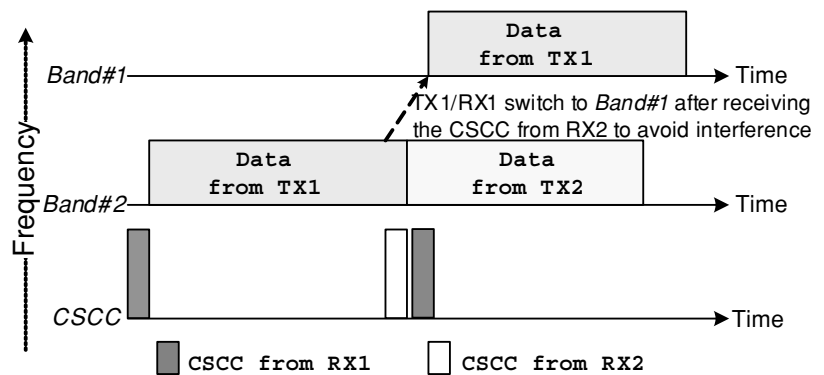 Data
from TX1
Band#1
Time
TX1/RX1 switch to Band#1 after receiving
the CSCC from RX2 to avoid interference
Frequency
Data
from TX1
Data
from TX2
Band#2
Time
CSCC
Time
CSCC from RX1
CSCC from RX2